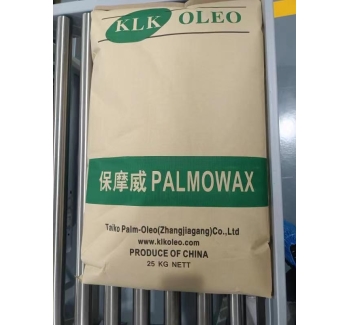 KLK OLEO
保摩威 PALMOWAX
Taiko Palm-Oleo(Zhangjiagang)Co.,Ltd
www.klkoleo.com
PRODUCE OF CHINA
25 KG NETT